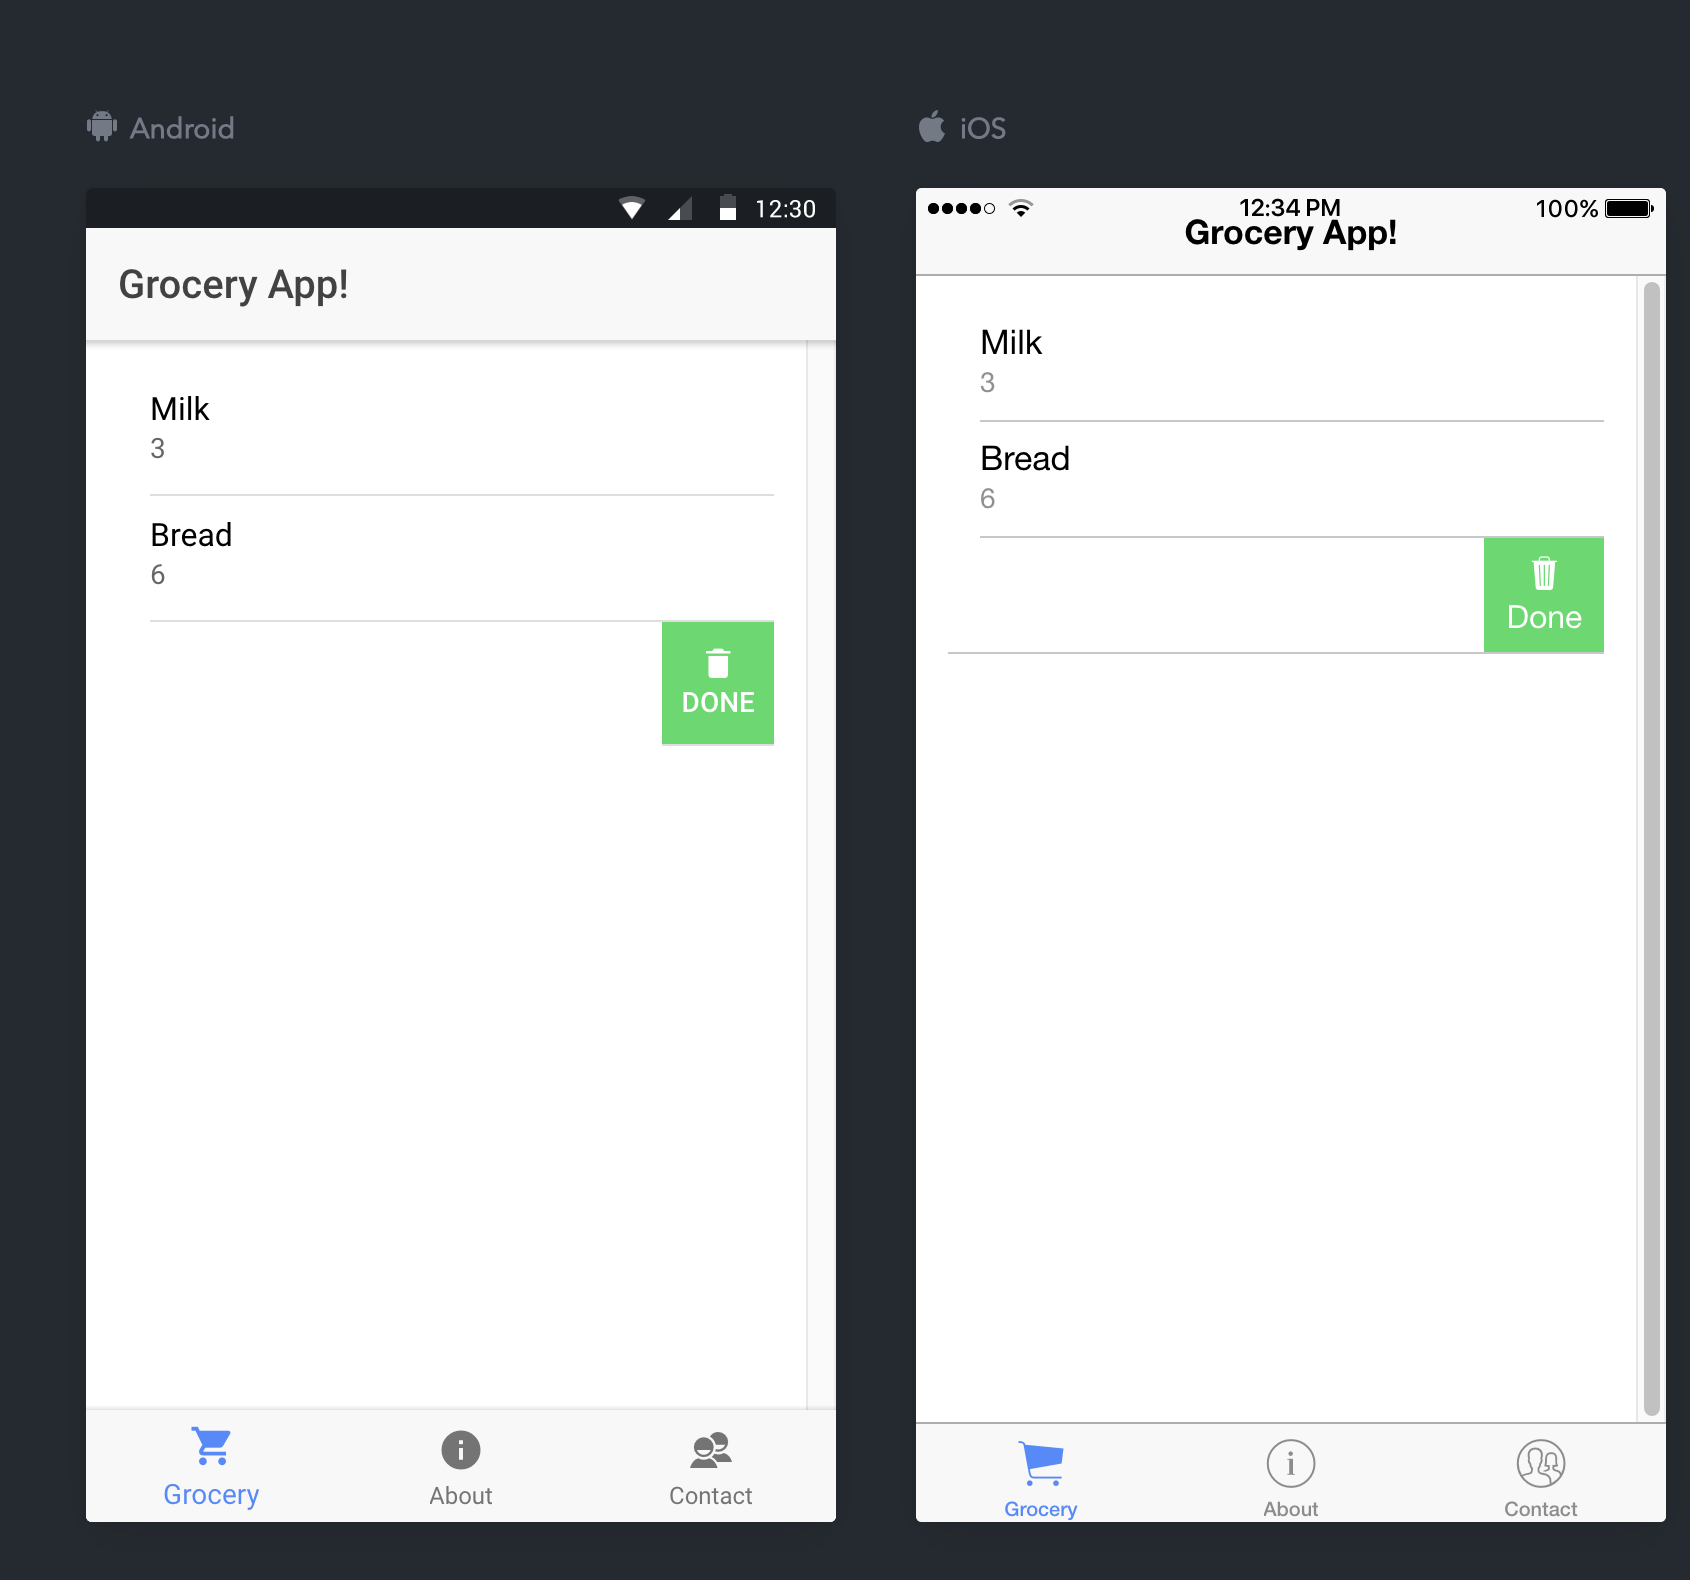 Android
12:30
Grocery App!
Milk
3
Bread
6
DONE
Grocery
About
Contact
iOS
12:34 PM
100%
Grocery App!
Milk
3
Bread
6
Done
Grocery
About
Contact